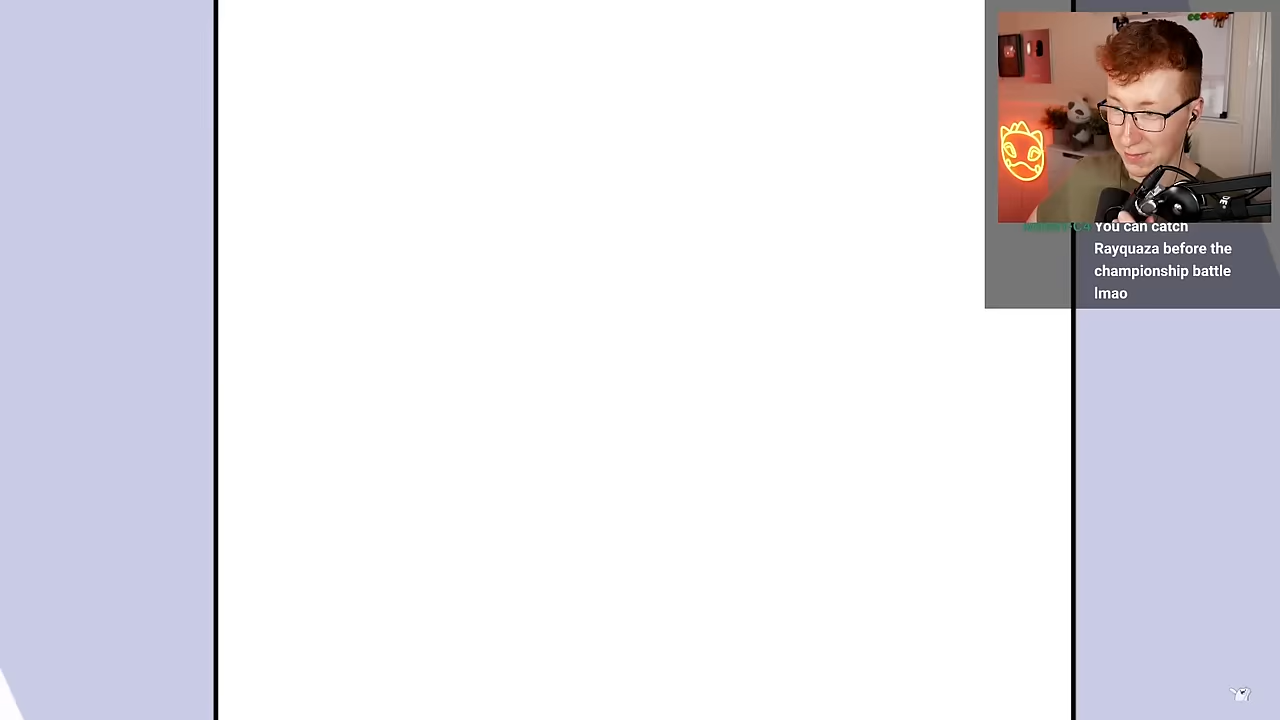 You can catch
Rayquaza before the
championship battle
lmao